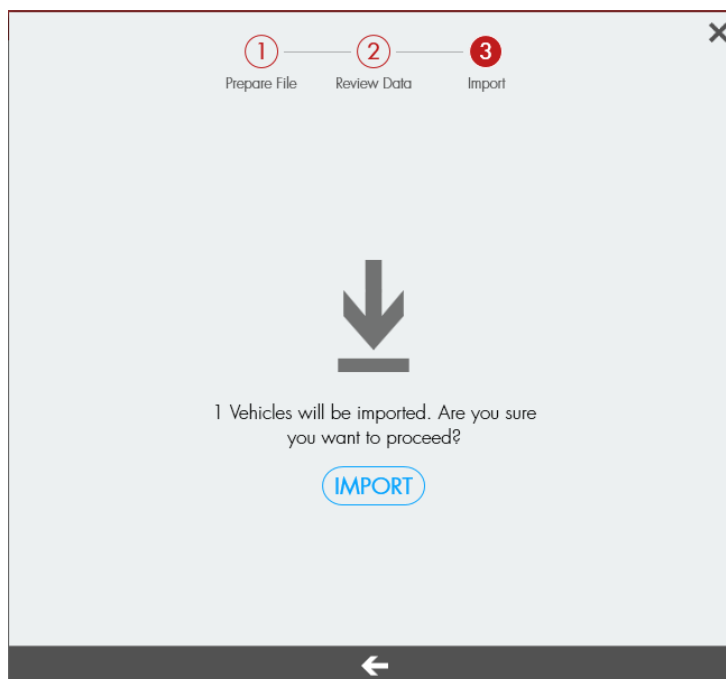 1 2 3
Prepare File Review Data Import
1 Vehicles will be imported. Are you sure
you want to proceed?
IMPORT